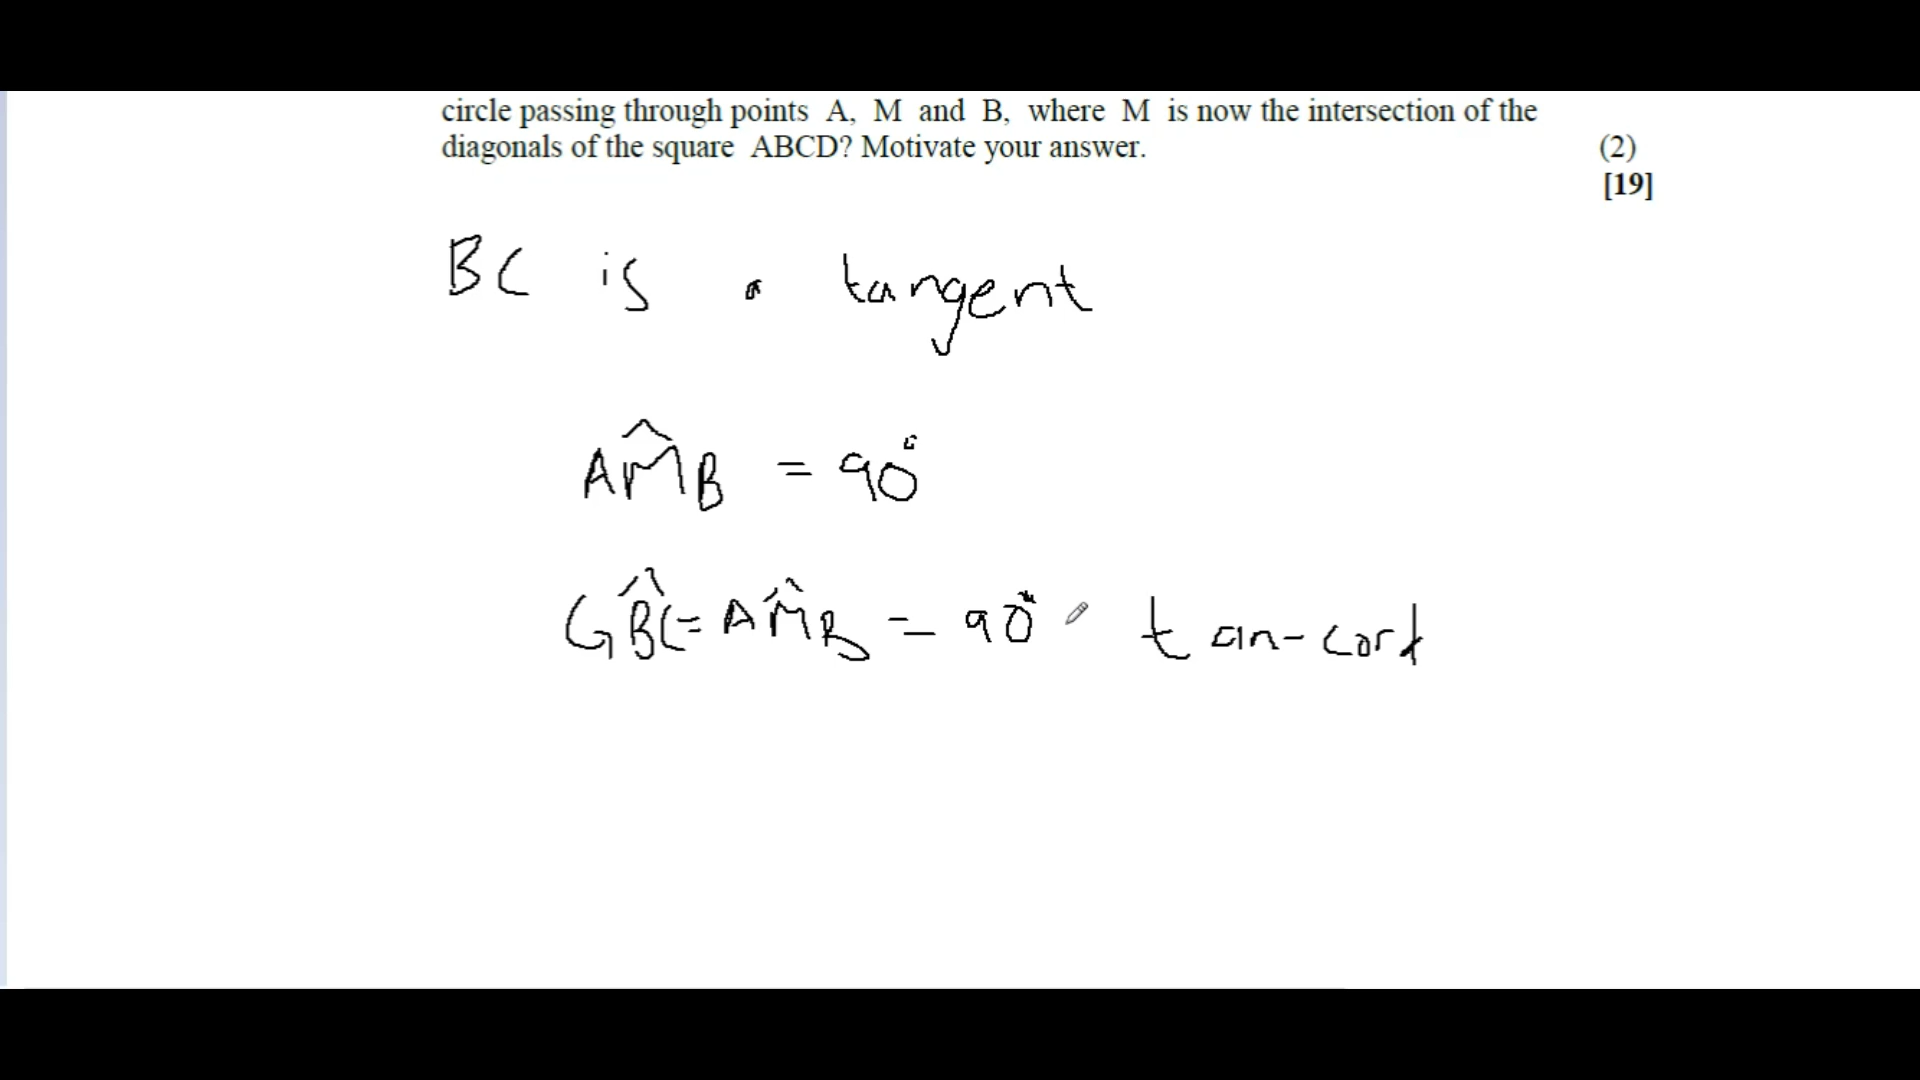 circle passing through points A, M and B, where M is now the intersection of the
diagonals of the square ABCD? Motivate your answer. (2)
[19]
BC is a tangent
AM̂B = 90°
GB̂C = AM̂B = 90° tan-cord